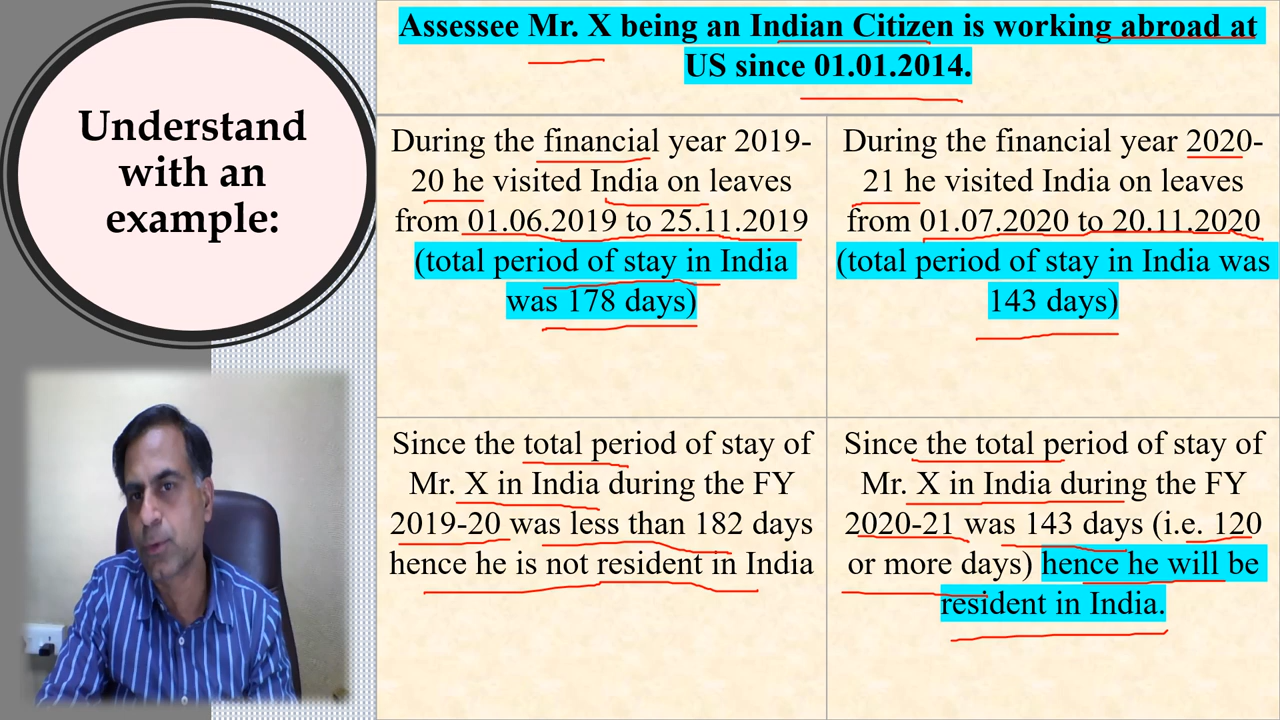 Understand
with an
example:
Assessee Mr. X being an Indian Citizen is working abroad at
US since 01.01.2014.
During the financial year 2019-
20 he visited India on leaves
from 01.06.2019 to 25.11.2019
(total period of stay in India
was 178 days)
During the financial year 2020-
21 he visited India on leaves
from 01.07.2020 to 20.11.2020
(total period of stay in India was
143 days)
Since the total period of stay of
Mr. X in India during the FY
2019-20 was less than 182 days
hence he is not resident in India
Since the total period of stay of
Mr. X in India during the FY
2020-21 was 143 days (i.e. 120
or more days) hence he will be
resident in India.